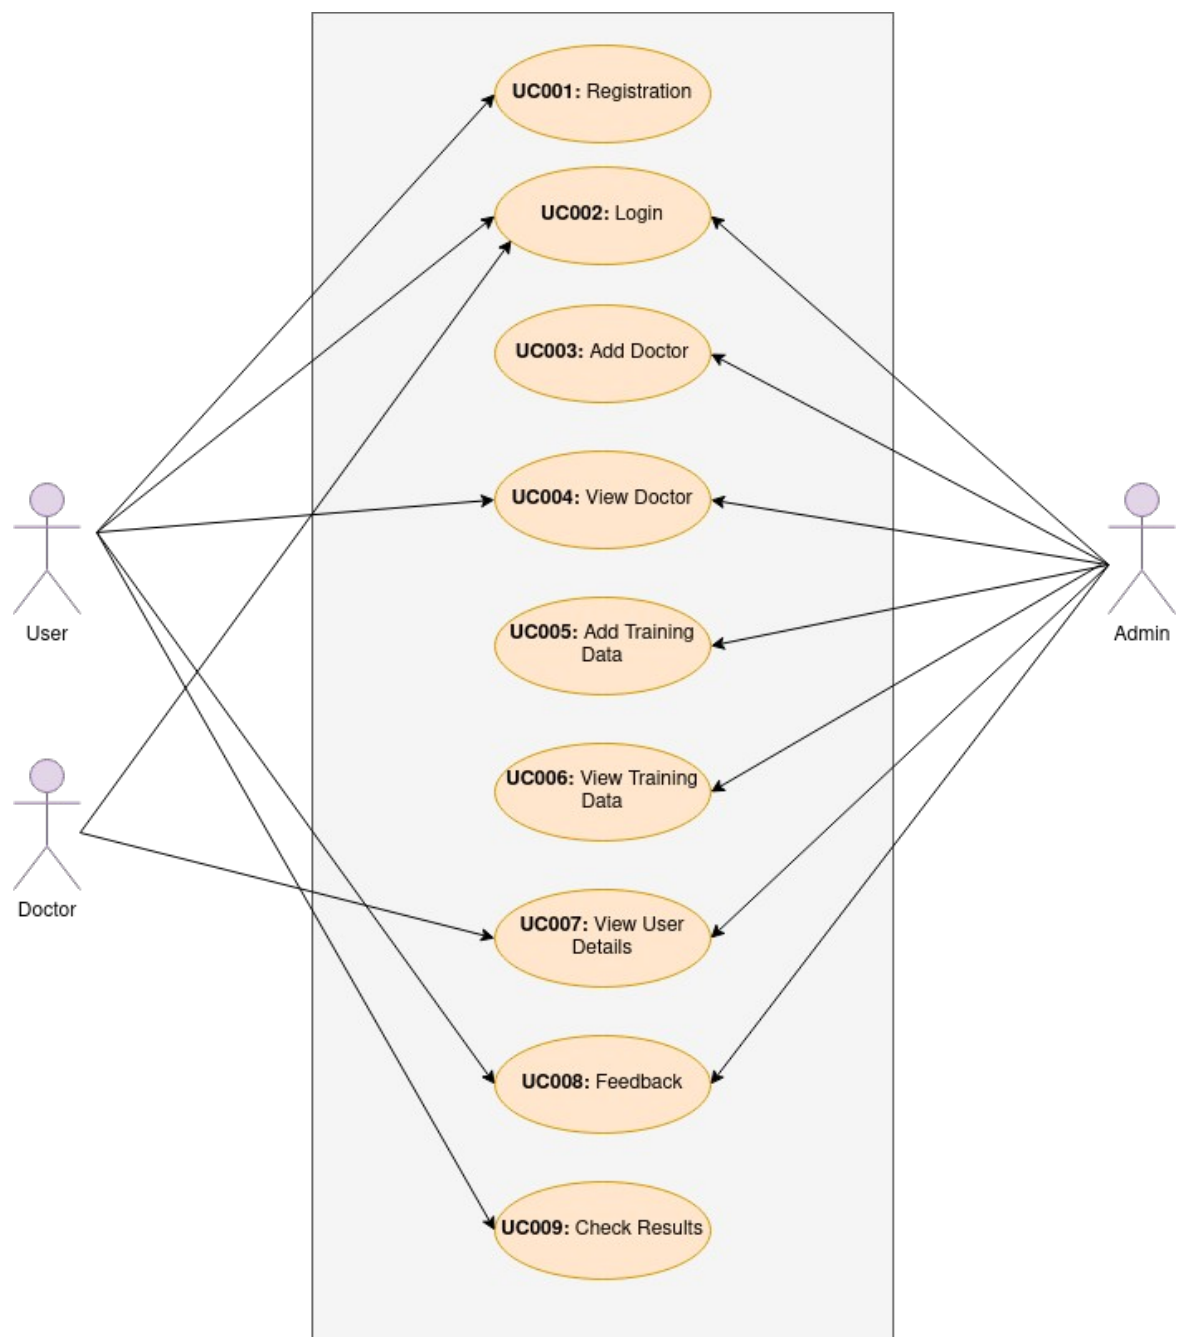 UC001: Registration
UC002: Login
UC003: Add Doctor
UC004: View Doctor
User
Admin
UC005: Add Training
Data
UC006: View Training
Data
Doctor
UC007: View User
Details
UC008: Feedback
UC009: Check Results